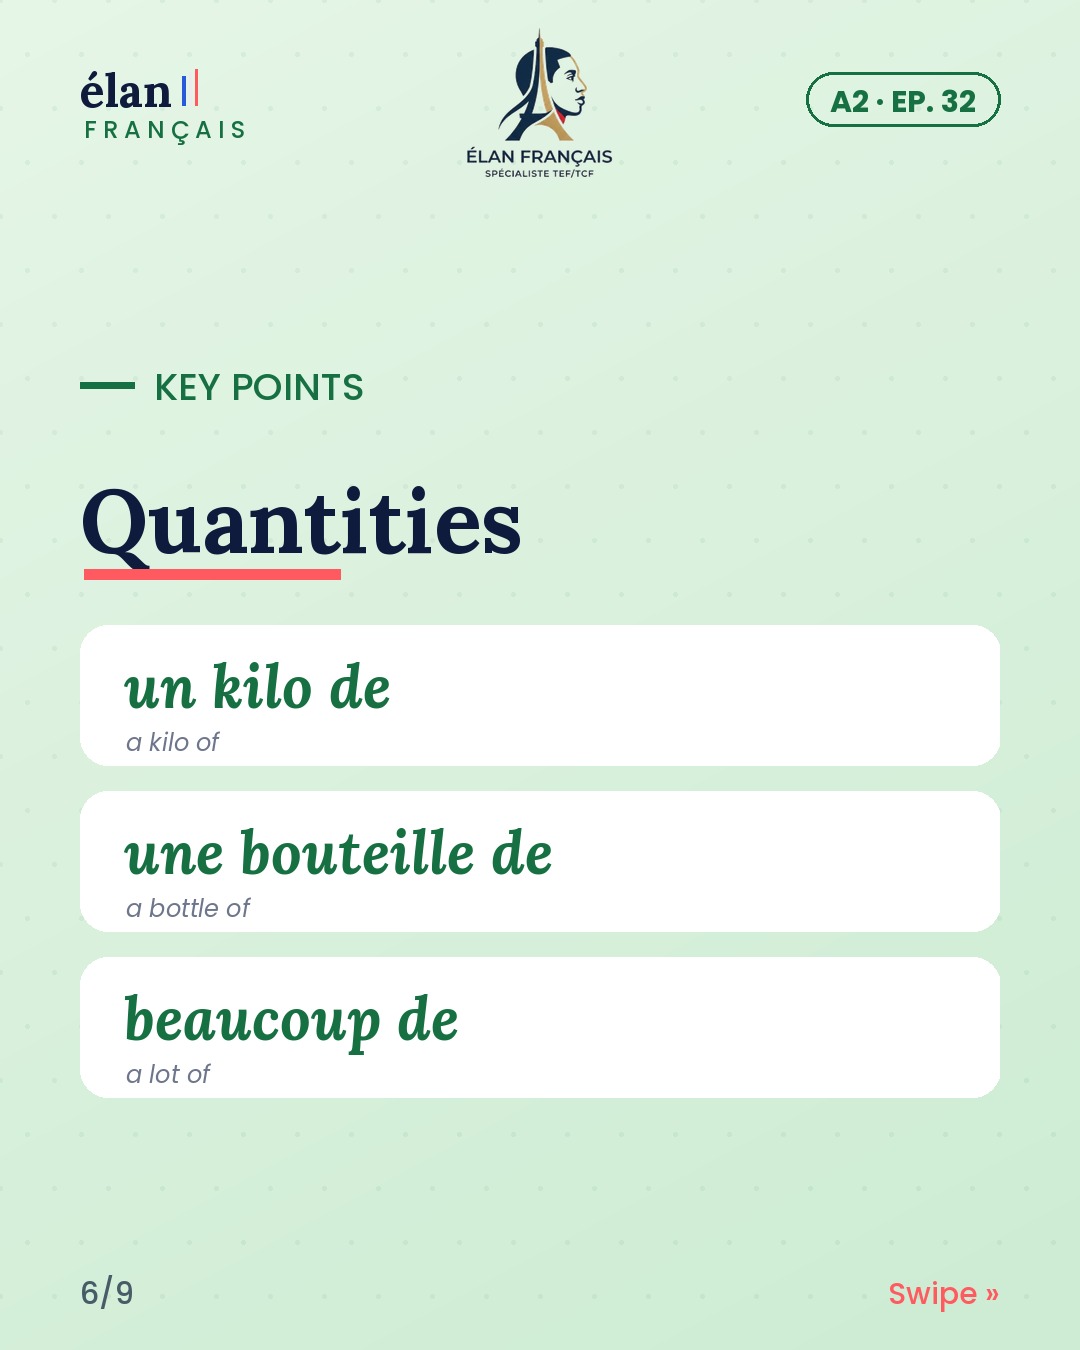 élan
FRANÇAIS
ÉLAN FRANÇAIS
SPÉCIALISTE TEF/TCF
A2 · EP. 32
KEY POINTS
Quantities
un kilo de
a kilo of
une bouteille de
a bottle of
beaucoup de
a lot of
6/9
Swipe »